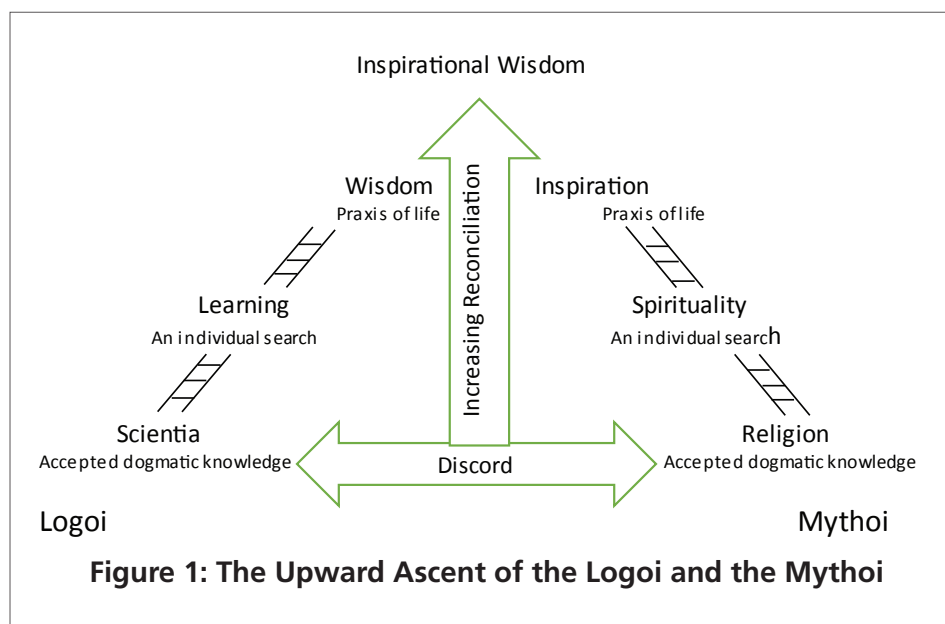 Inspirational Wisdom
Increasing Reconciliation
Wisdom
Praxis of life
Inspiration
Praxis of life
Learning
An individual search
Spirituality
An individual search
Scientia
Accepted dogmatic knowledge
Discord
Religion
Accepted dogmatic knowledge
Logoi
Mythoi
Figure 1: The Upward Ascent of the Logoi and the Mythoi